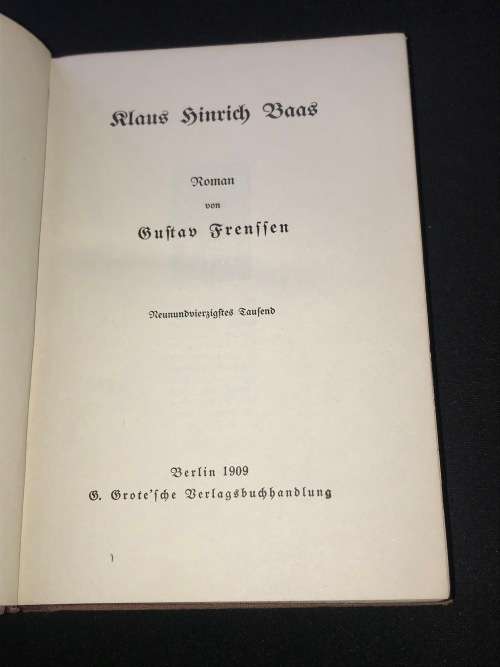 Klaus Hinrich Baas
Roman
von
Guſtav Frenſſen
Neunundvierzigſtes Tauſend
Berlin 1909
G. Grote'ſche Verlagsbuchhandlung